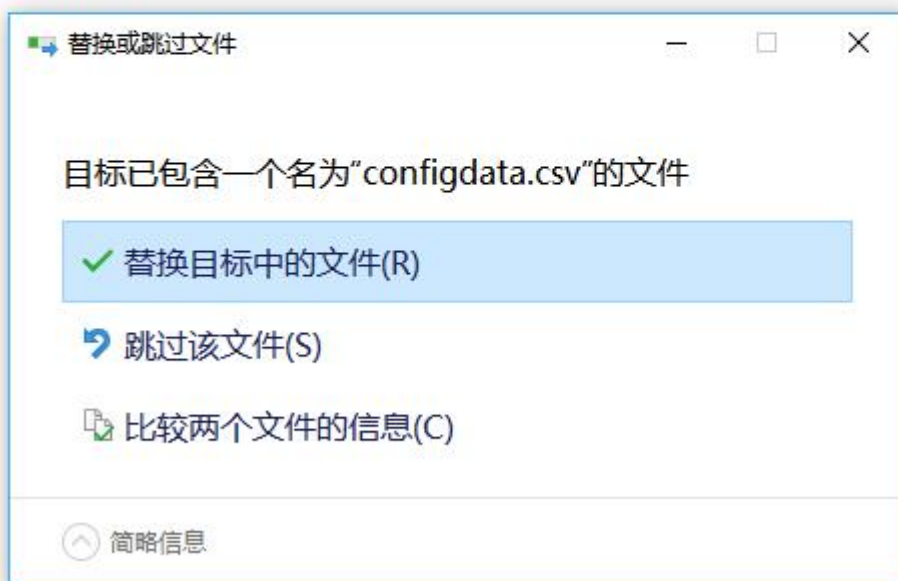 替换或跳过文件
目标已包含一个名为“configdata.csv”的文件
替换目标中的文件(R)
跳过该文件(S)
比较两个文件的信息(C)
简略信息